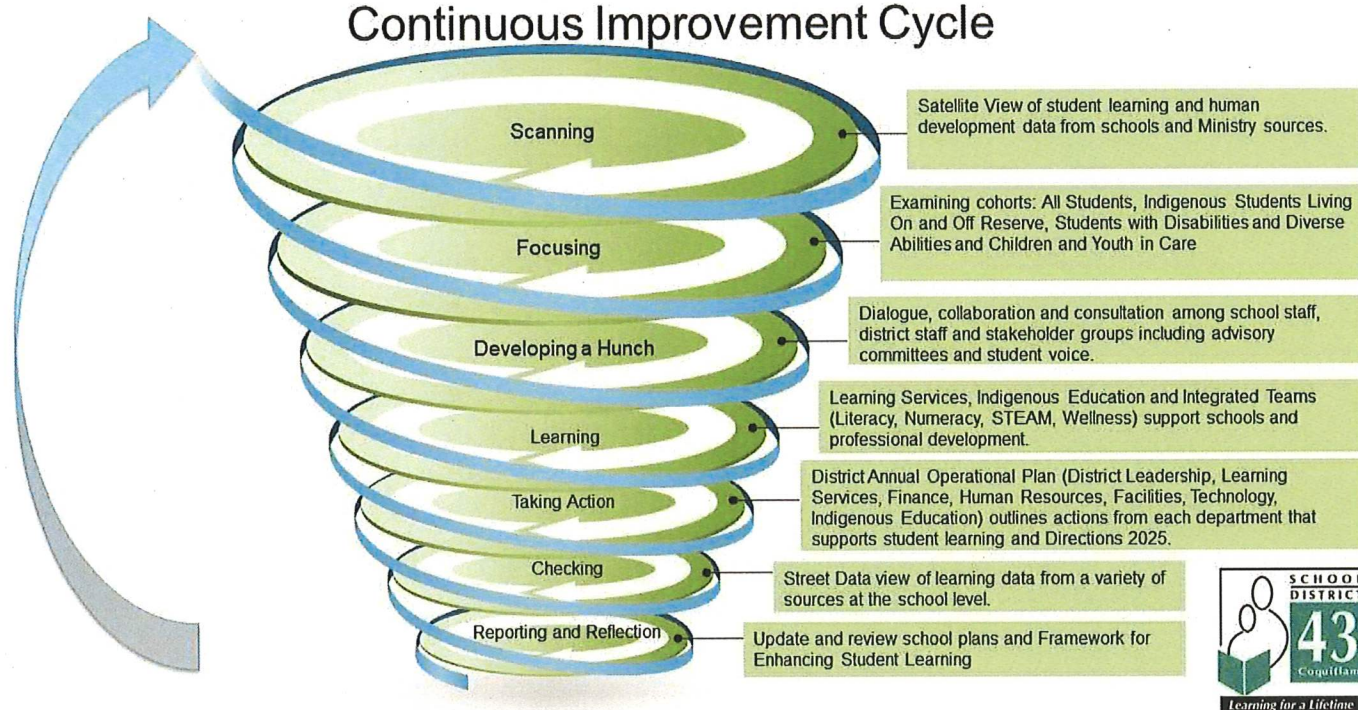 Continuous Improvement Cycle
Scanning
Satellite View of student learning and human
development data from schools and Ministry sources.
Focusing
Examining cohorts: All Students, Indigenous Students Living
On and Off Reserve, Students with Disabilities and Diverse
Abilities and Children and Youth in Care
Developing a Hunch
Dialogue, collaboration and consultation among school staff,
district staff and stakeholder groups including advisory
committees and student voice.
Learning
Learning Services, Indigenous Education and Integrated Teams
(Literacy, Numeracy, STEAM, Wellness) support schools and
professional development.
Taking Action
District Annual Operational Plan (District Leadership, Learning
Services, Finance, Human Resources, Facilities, Technology,
Indigenous Education) outlines actions from each department that
supports student learning and Directions 2025.
Checking
Street Data view of learning data from a variety of
sources at the school level.
Reporting and Reflection
Update and review school plans and Framework for
Enhancing Student Learning
SCHOOL
DISTRICT
43
Coquitlam
Learning for a Lifetime